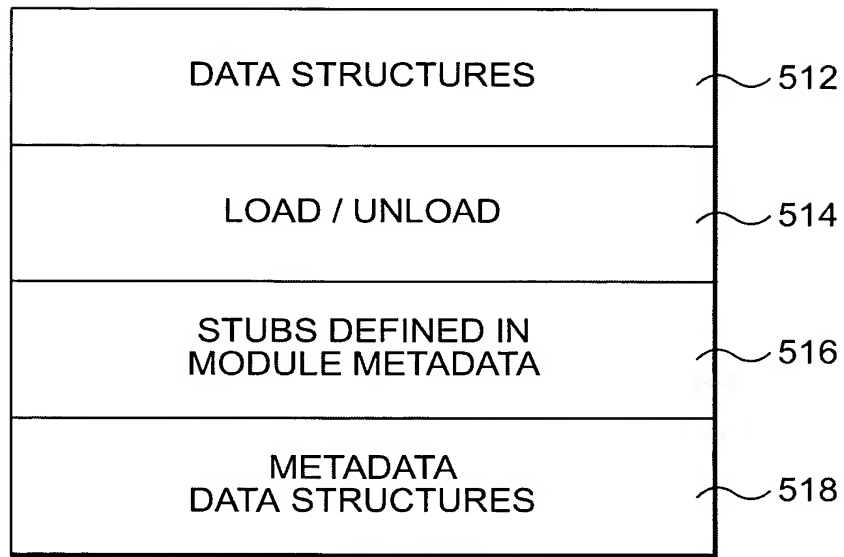 DATA STRUCTURES
512
LOAD / UNLOAD
514
STUBS DEFINED IN
MODULE METADATA
516
METADATA
DATA STRUCTURES
518